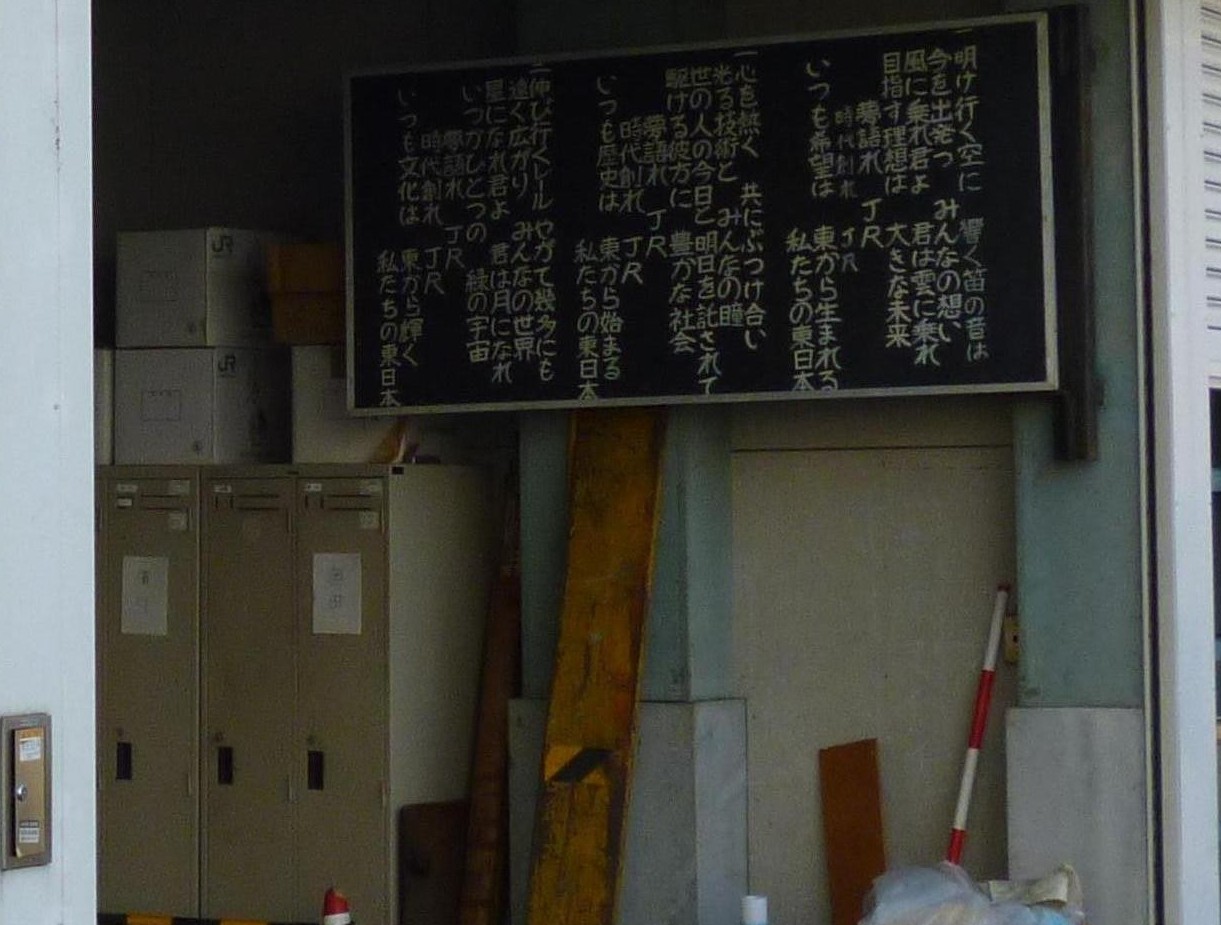 一 明け行く空に 響く笛の音は
今を出発つ みんなの想い
風に乗れ君よ 君は雲に乗れ
目指す理想は 大きな未来
夢語れ JR
時代創れ JR
いつも希望は 東から生まれる
私たちの東日本
一 心を熱く 共にぶつけ合い
光る技術と みんなの瞳
世の人の今日と明日を託されて
駆ける彼方に 豊かな社会
夢語れ JR
時代創れ JR
いつも歴史は 東から始まる
私たちの東日本
伸び行くレール やがて幾多にも
遠く広がり みんなの世界
星になれ君よ 君は月になれ
いつかひとつの 緑の宇宙
夢語れ JR
時代創れ JR
いつも文化は 東から輝く
私たちの東日本
JR
JR